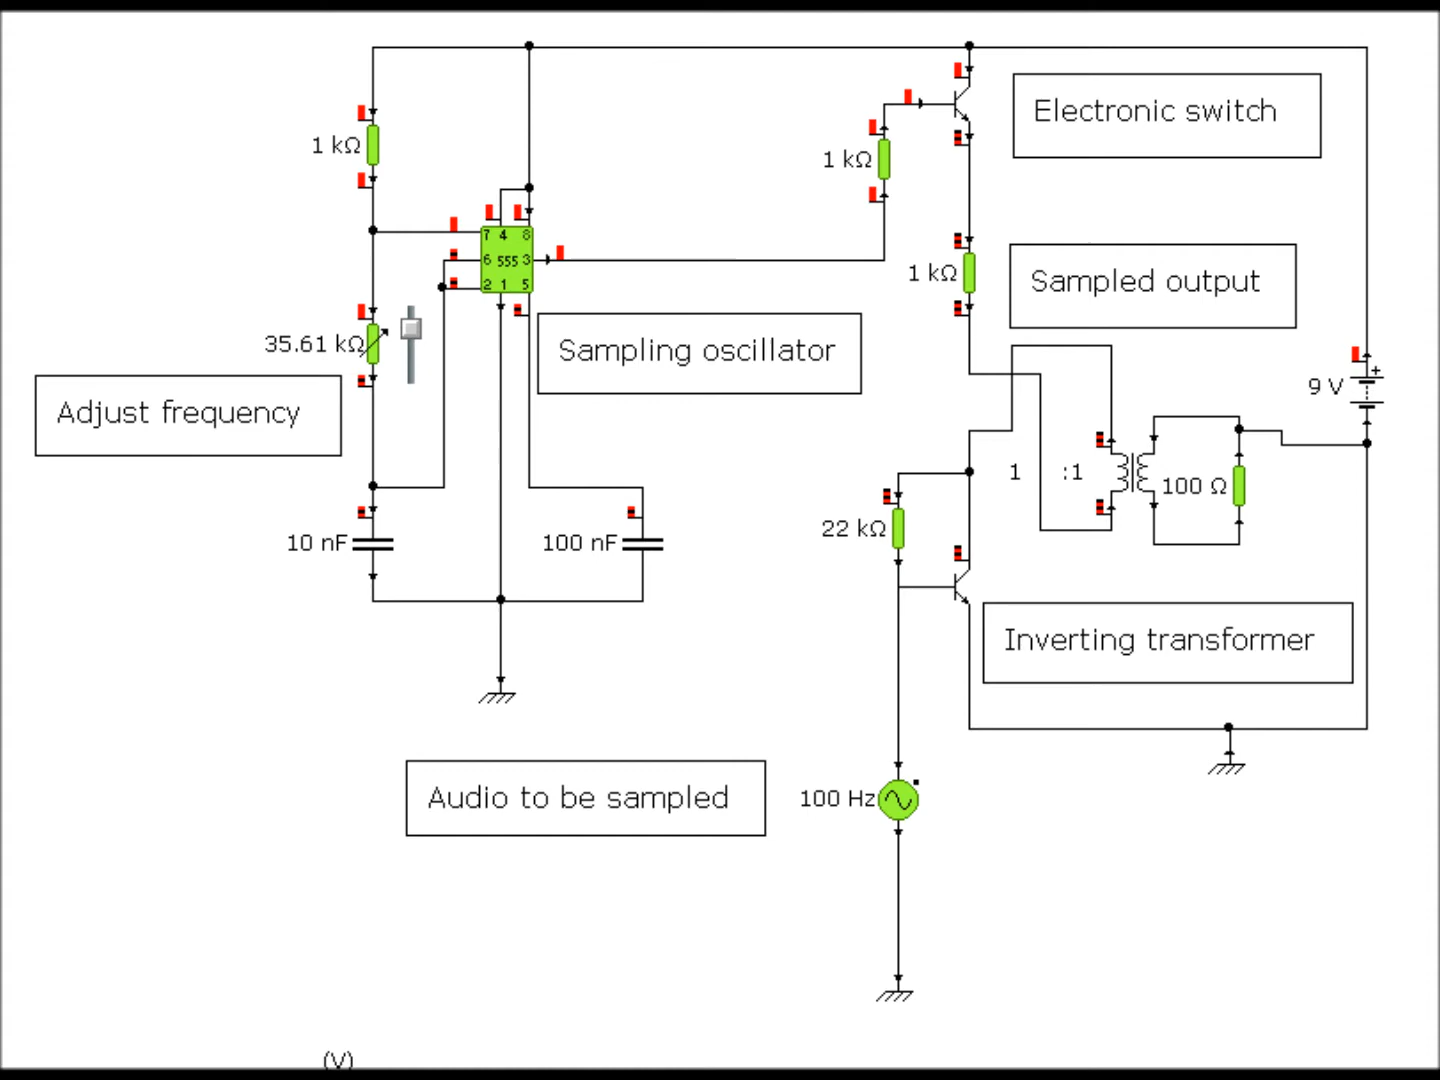 Electronic switch
1 kΩ
1 kΩ
7 4 8
6 555 3
2 1 5
1 kΩ
Sampled output
Sampling oscillator
35.61 kΩ
9 V
Adjust frequency
1 :1
100 Ω
22 kΩ
10 nF
100 nF
Inverting transformer
Audio to be sampled
100 Hz
(V)